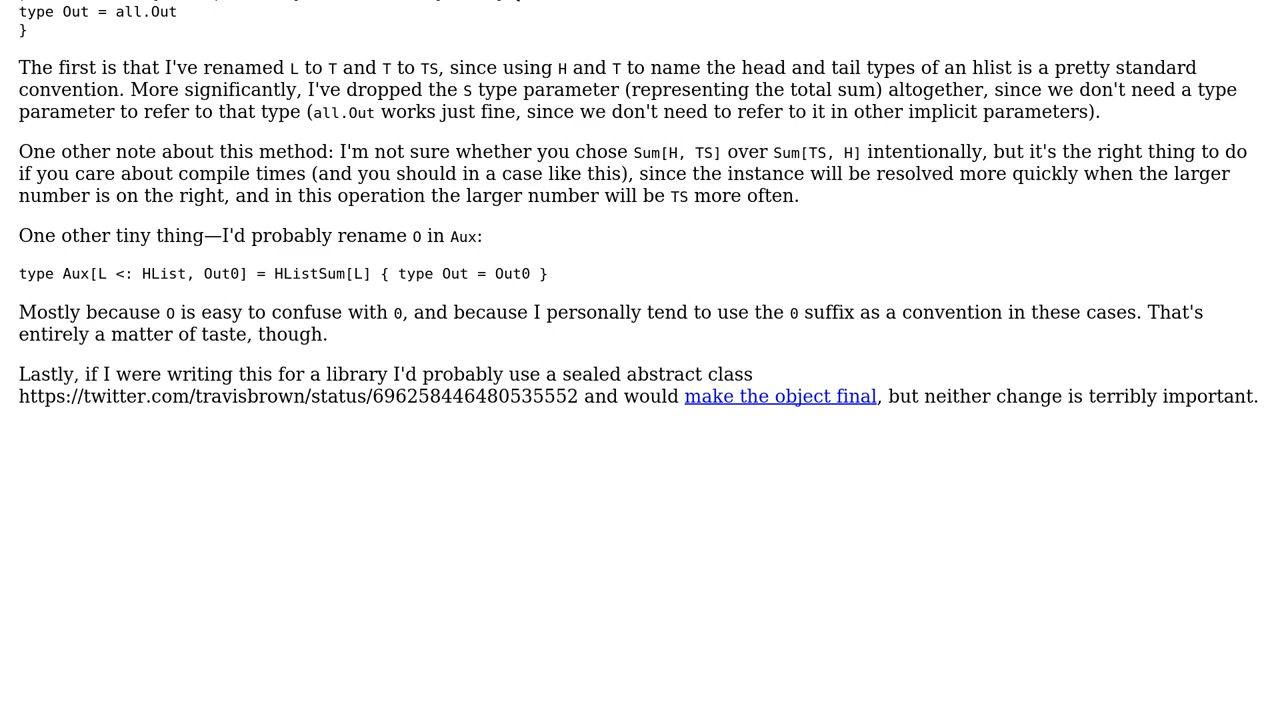 type Out = all.Out
}
The first is that I've renamed L to T and T to TS, since using H and T to name the head and tail types of an hlist is a pretty standard
convention. More significantly, I've dropped the S type parameter (representing the total sum) altogether, since we don't need a type
parameter to refer to that type (all.Out works just fine, since we don't need to refer to it in other implicit parameters).
One other note about this method: I'm not sure whether you chose Sum[H, TS] over Sum[TS, H] intentionally, but it's the right thing to do
if you care about compile times (and you should in a case like this), since the instance will be resolved more quickly when the larger
number is on the right, and in this operation the larger number will be TS more often.
One other tiny thing—I'd probably rename O in Aux:
type Aux[L <: HList, Out0] = HListSum[L] { type Out = Out0 }
Mostly because O is easy to confuse with 0, and because I personally tend to use the 0 suffix as a convention in these cases. That's
entirely a matter of taste, though.
Lastly, if I were writing this for a library I'd probably use a sealed abstract class
https://twitter.com/travisbrown/status/696258446480535552 and would make the object final, but neither change is terribly important.